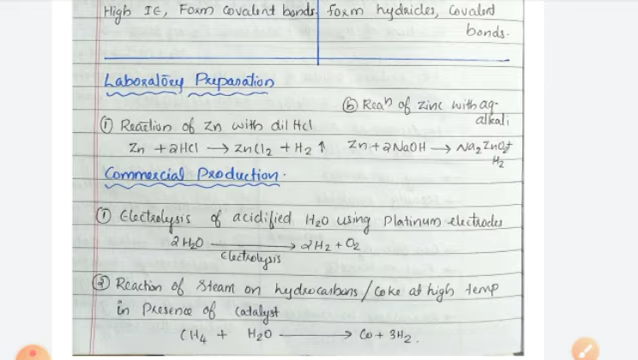 High IE, Form covalent bonds
form hydrides, covalent
bonds.
Laboratory Preparation
① Reaction of Zn with dil Hcl
Zn + 2HCl → ZnCl2 + H2 ↑
ⓑ Reaⁿ of zinc with aq-
alkali
Zn + 2NaOH → Na2ZnO2+
H2
Commercial Production.
① Electrolysis of acidified H2O using Platinum electrodes
2H2O → 2H2 + O2
Electrolysis
② Reaction of Steam on hydrocarbons / Coke at high temp
in Presence of Catalyst
CH4 + H2O → Co + 3H2.